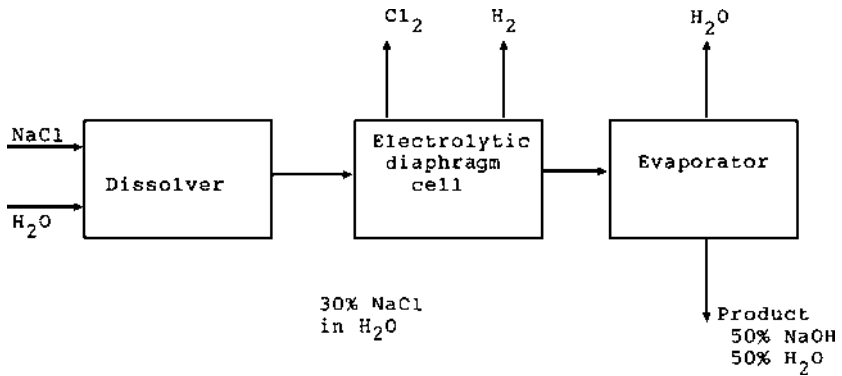 Cl2
H2
H2O
NaCl
H2O
Dissolver
Electrolytic
diaphragm
cell
Evaporator
30% NaCl
in H2O
Product
50% NaOH
50% H2O